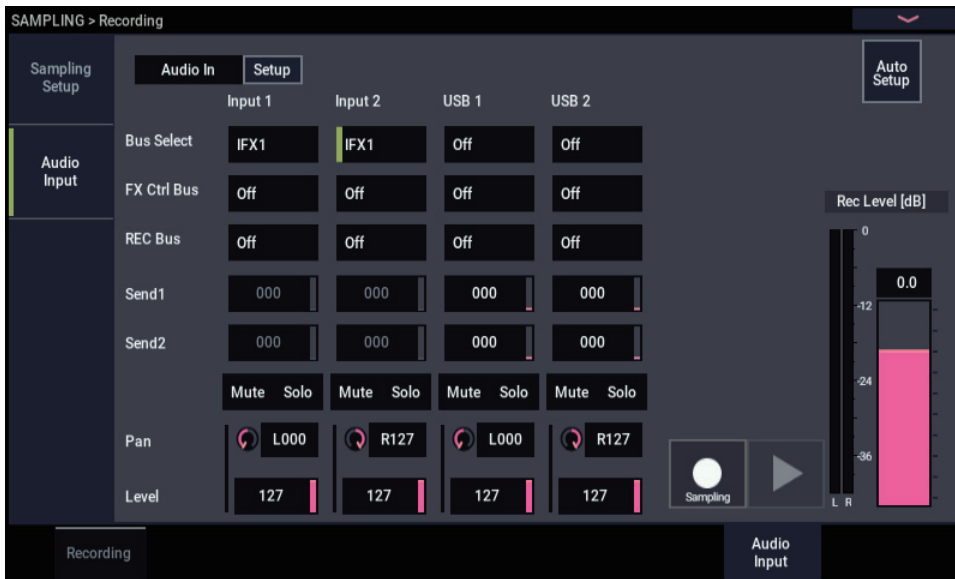 SAMPLING > Recording
Sampling
Setup
Audio In Setup
Auto
Setup
Input 1 Input 2 USB 1 USB 2
Bus Select IFX1 IFX1 Off Off
Audio
Input
FX Ctrl Bus Off Off Off Off
Rec Level [dB]
REC Bus Off Off Off Off
0
Send1 000 000 000 000
0.0
-12
Send2 000 000 000 000
-24
Mute Solo Mute Solo Mute Solo Mute Solo
Pan L000 R127 L000 R127
-36
Level 127 127 127 127
Sampling
L R
Recording
Audio
Input